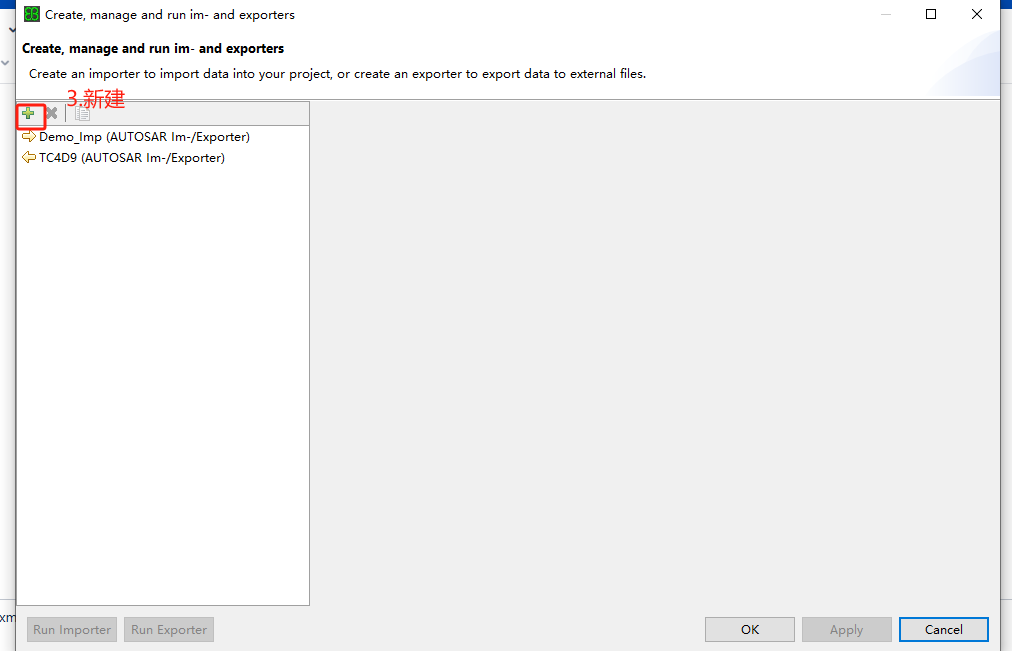 Create, manage and run im- and exporters
Create, manage and run im- and exporters
Create an importer to import data into your project, or create an exporter to export data to external files.
3.新建
Demo_Imp (AUTOSAR Im-/Exporter)
TC4D9 (AUTOSAR Im-/Exporter)
xm
Run Importer
Run Exporter
OK
Apply
Cancel